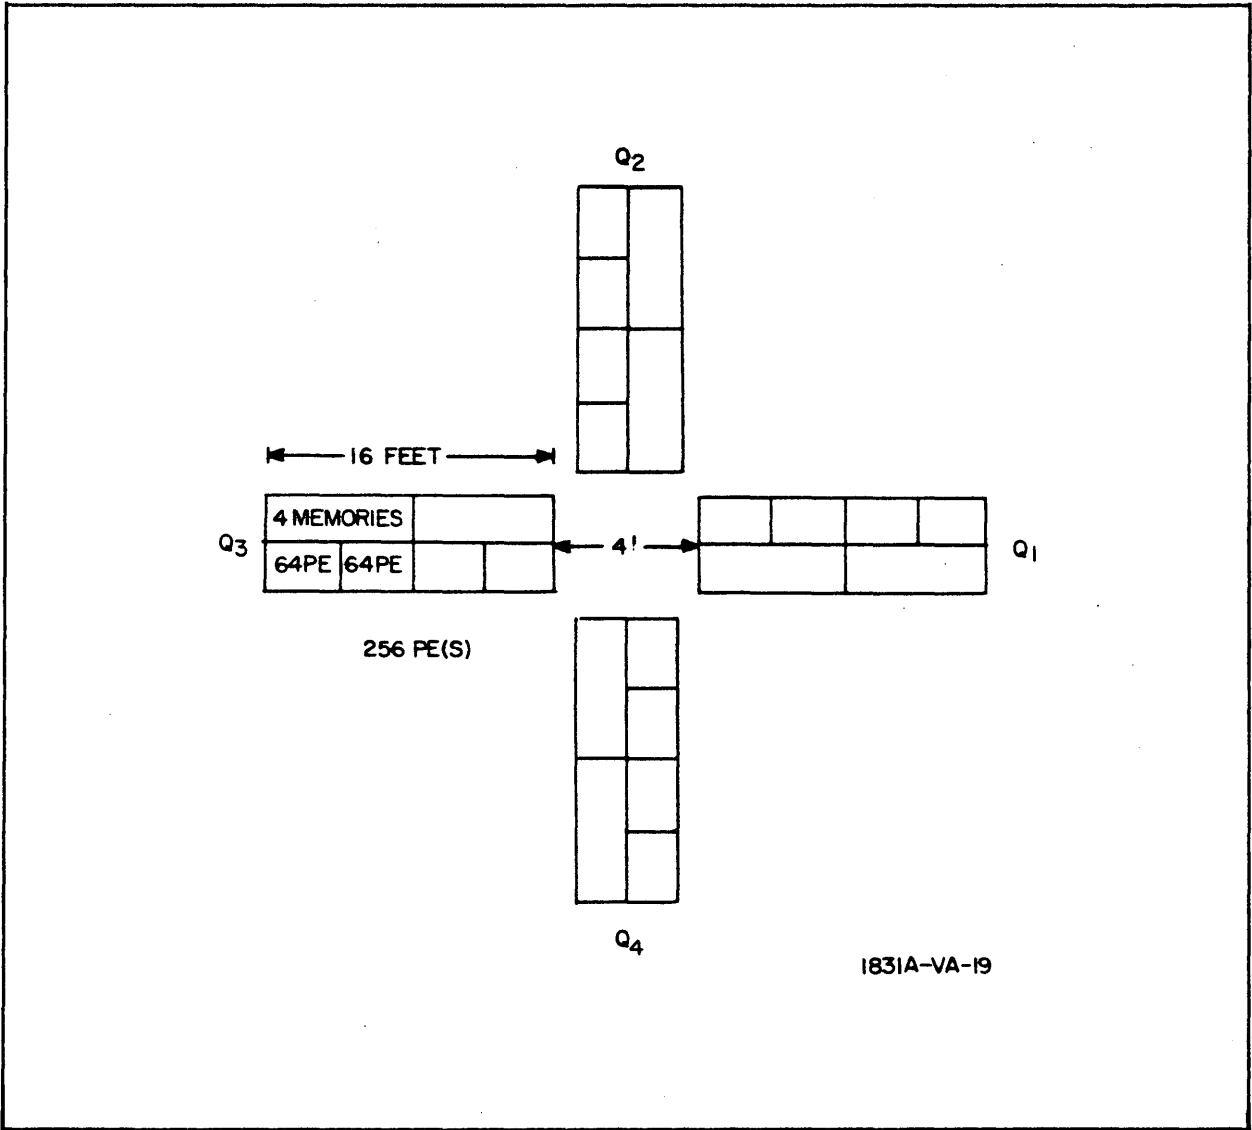 Q2
16 FEET
4 MEMORIES
Q3
4'
Q1
64PE 64PE
256 PE(S)
Q4
1831A-VA-19